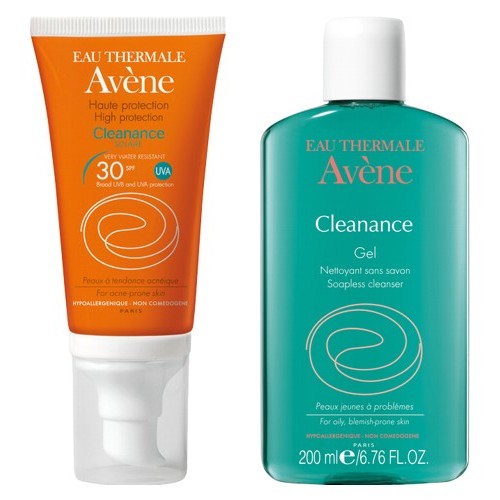 EAU THERMALE
Avène
Haute protection
High protection
Cleanance
SOLAIRE
VERY WATER RESISTANT
30 SPF
UVA
Broad UVB and UVA protection
Peaux à tendance acnéique
For acne-prone skin
HYPOALLERGENIQUE - NON COMEDOGENE
PARIS
EAU THERMALE
Avène
Cleanance
Gel
Nettoyant sans savon
Soapless cleanser
Peaux jeunes à problèmes
For oily, blemish-prone skin
HYPOALLERGENIQUE - NON COMEDOGENE
PARIS
200 ml e/6.76 FL.OZ.